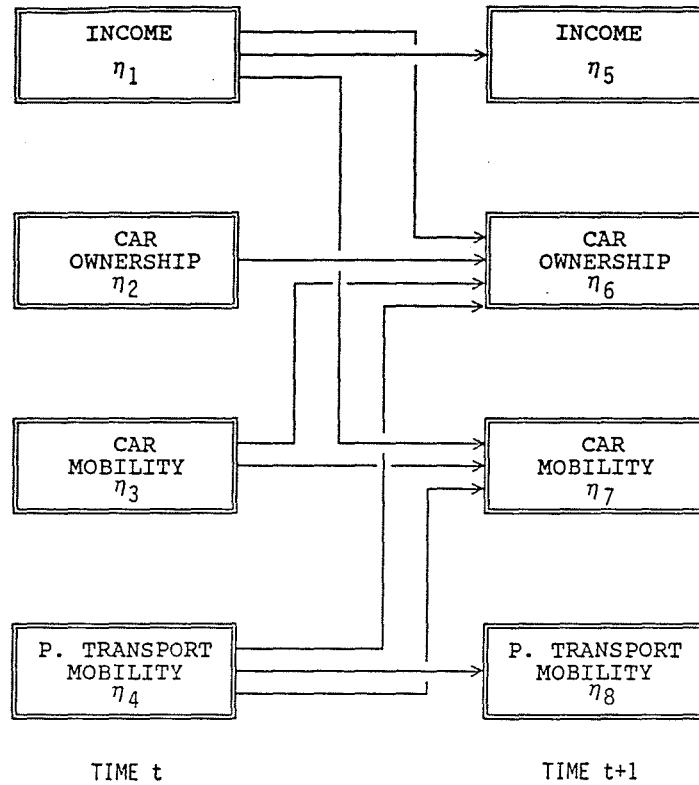 INCOME
η1
INCOME
η5
CAR
OWNERSHIP
η2
CAR
OWNERSHIP
η6
CAR
MOBILITY
η3
CAR
MOBILITY
η7
P. TRANSPORT
MOBILITY
η4
P. TRANSPORT
MOBILITY
η8
TIME t
TIME t+1